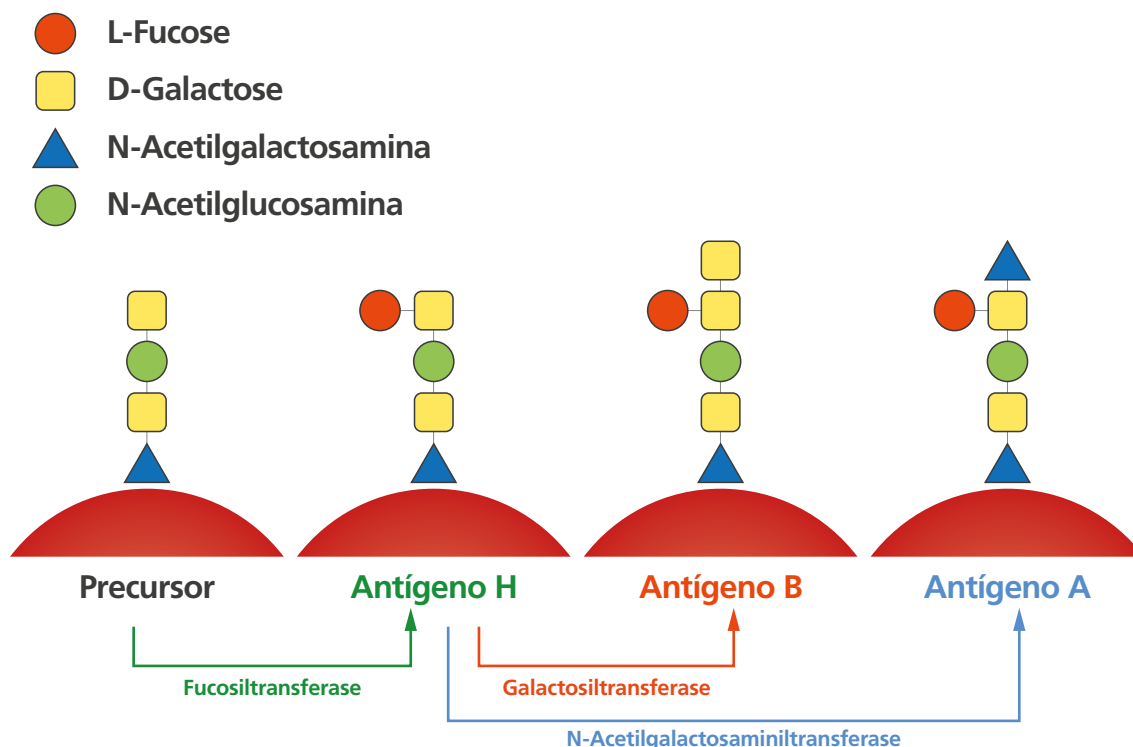 L-Fucose
D-Galactose
N-Acetilgalactosamina
N-Acetilglucosamina
Precursor
Antígeno H
Antígeno B
Antígeno A
Fucosiltransferase
Galactosiltransferase
N-Acetilgalactosaminiltransferase